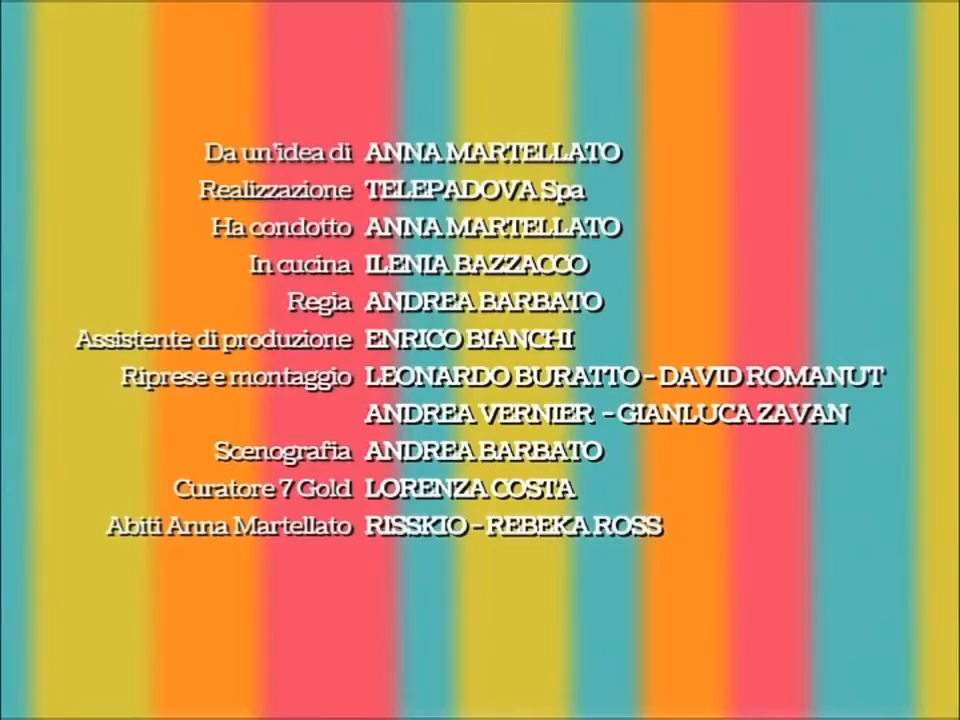 Da un'idea di ANNA MARTELLATO
Realizzazione TELEPADOVA Spa
Ha condotto ANNA MARTELLATO
In cucina ILENIA BAZZACCO
Regia ANDREA BARBATO
Assistente di produzione ENRICO BIANCHI
Riprese e montaggio LEONARDO BURATTO - DAVID ROMANUT
ANDREA VERNIER - GIANLUCA ZAVAN
Scenografia ANDREA BARBATO
Curatore 7 Gold LORENZA COSTA
Abiti Anna Martellato RISSKIO - REBEKA ROSS